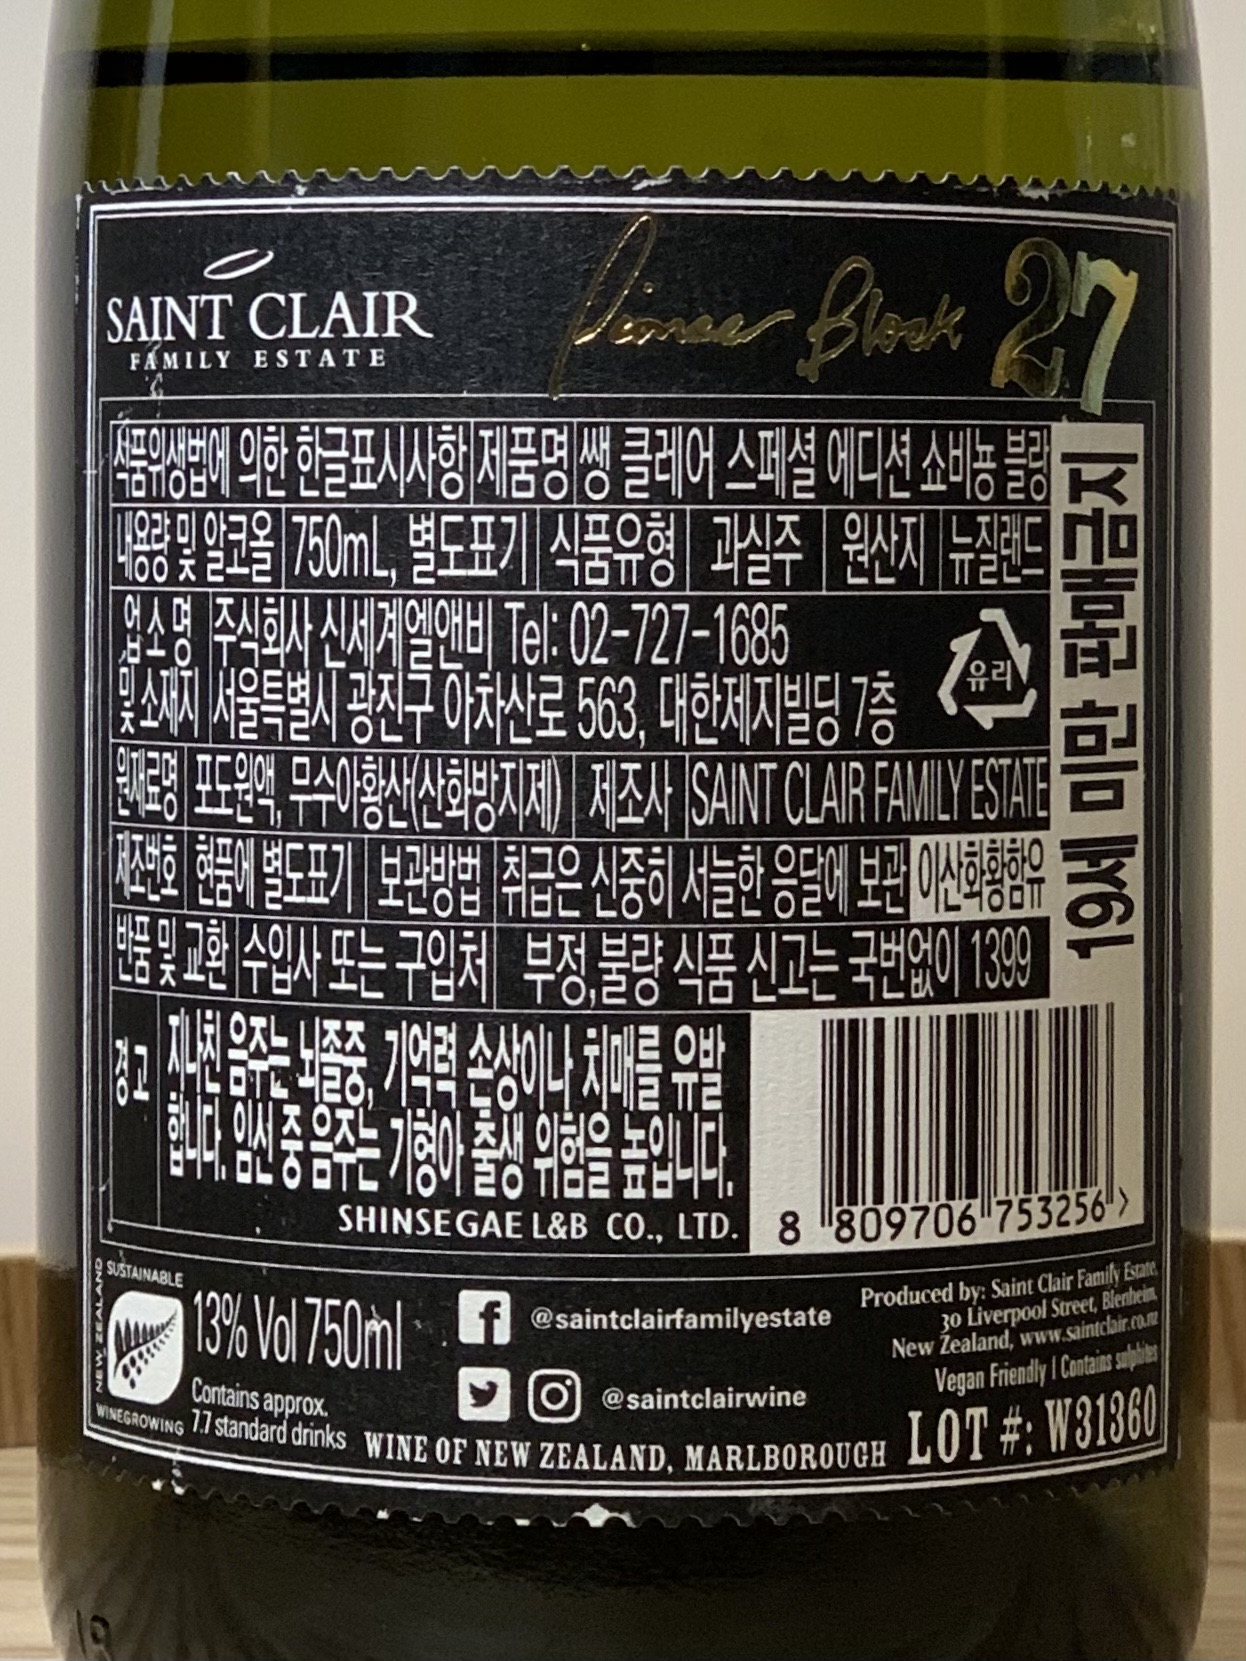 SAINT CLAIR
FAMILY ESTATE
Pioneer Block 27
식품위생법에 의한 한글표시사항 제품명 쌩 클레어 스페셜 에디션 쇼비뇽 블랑
내용량 및 알코올 750mL, 별도표기 식품유형 과실주 원산지 뉴질랜드
업소명 주식회사 신세계엘앤비 Tel: 02-727-1685
및 소재지 서울특별시 광진구 아차산로 563, 대한제지빌딩 7층
유리
원재료명 포도원액, 무수아황산(산화방지제) 제조사 SAINT CLAIR FAMILY ESTATE
제조번호 현품에 별도표기 보관방법 취급은 신중히 서늘한 응달에 보관 이산화황함유
반품 및 교환 수입사 또는 구입처 부정,불량 식품 신고는 국번없이 1399
19세 미만 판매금지
경고 지나친 음주는 뇌졸중, 기억력 손상이나 치매를 유발
합니다. 임신 중 음주는 기형아 출생 위험을 높입니다.
SHINSEGAE L&B CO., LTD.
8 809706 753256 >
SUSTAINABLE
NEW ZEALAND
WINEGROWING
13% Vol 750ml
Contains approx.
7.7 standard drinks
@saintclairfamilyestate
@saintclairwine
Produced by: Saint Clair Family Estate,
30 Liverpool Street, Blenheim,
New Zealand, www.saintclair.co.nz
Vegan Friendly | Contains sulphites
WINE OF NEW ZEALAND, MARLBOROUGH
LOT #: W31360
19